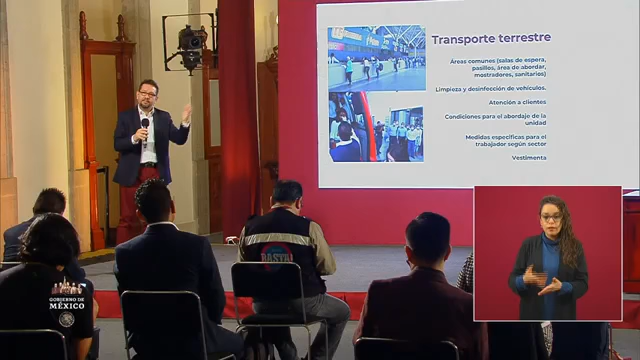 Transporte terrestre
Áreas comunes (salas de espera,
pasillos, área de abordar,
mostradores, sanitarios)
Limpieza y desinfección de vehículos.
Atención a clientes
Condiciones para el abordaje de la
unidad
Medidas específicas para el
trabajador según sector
Vestimenta
BASTA
GOBIERNO DE
MÉXICO